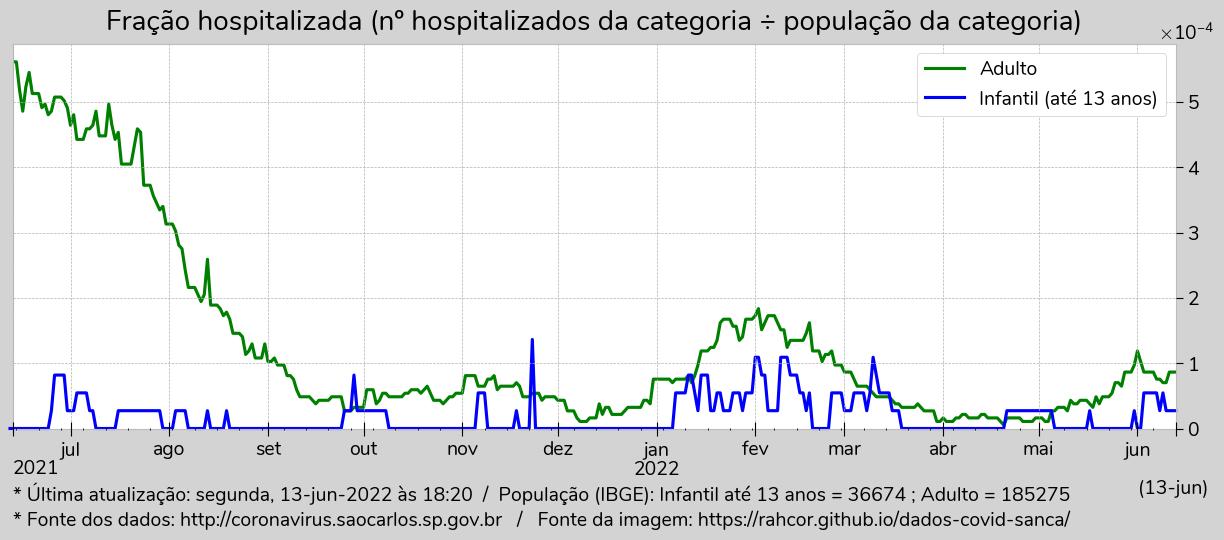 Fração hospitalizada (nº hospitalizados da categoria ÷ população da categoria)
×10⁻⁴
Adulto
Infantil (até 13 anos)
5
4
3
2
1
0
jul ago set out nov dez jan fev mar abr mai jun
2021 2022
(13-jun)
* Última atualização: segunda, 13-jun-2022 às 18:20 / População (IBGE): Infantil até 13 anos = 36674 ; Adulto = 185275
* Fonte dos dados: http://coronavirus.saocarlos.sp.gov.br / Fonte da imagem: https://rahcor.github.io/dados-covid-sanca/